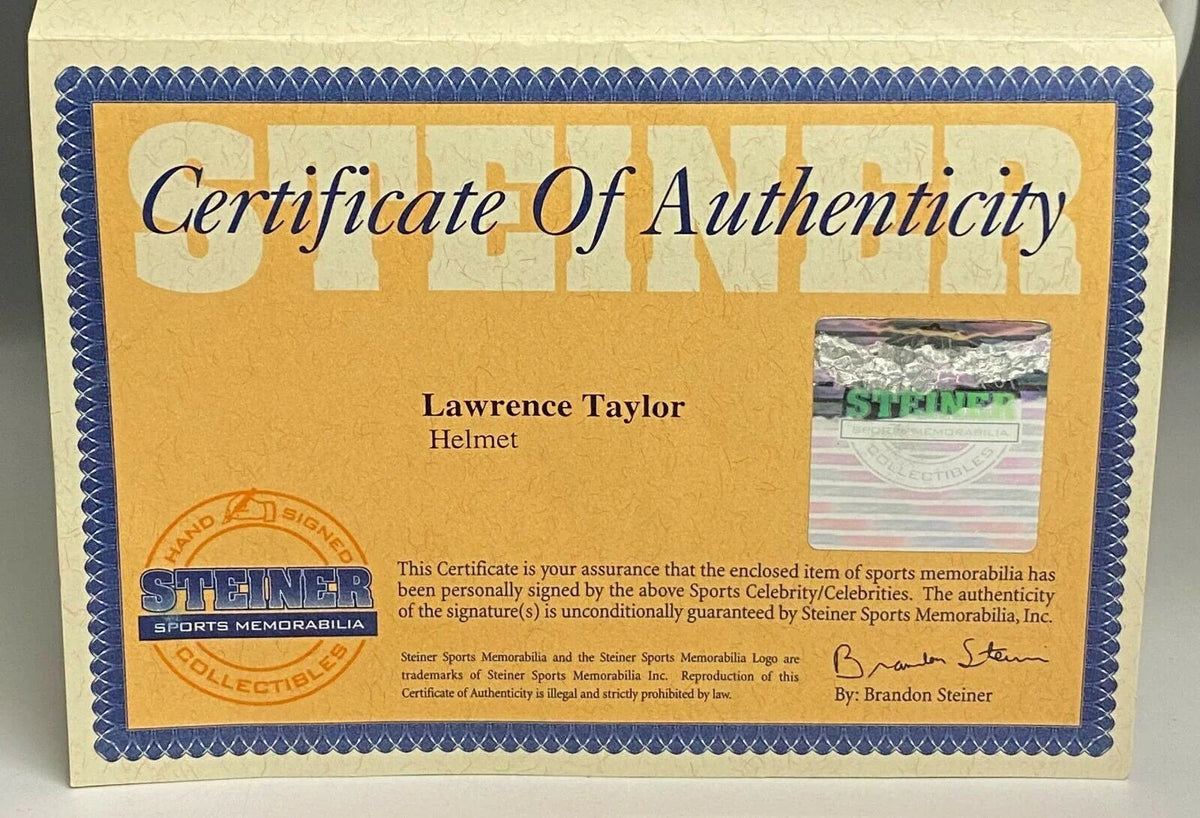 STEINER
Certificate Of Authenticity
Lawrence Taylor
Helmet
STEINER
SPORTS MEMORABILIA
COLLECTIBLES
HAND SIGNED
STEINER
SPORTS MEMORABILIA
COLLECTIBLES
This Certificate is your assurance that the enclosed item of sports memorabilia has
been personally signed by the above Sports Celebrity/Celebrities. The authenticity
of the signature(s) is unconditionally guaranteed by Steiner Sports Memorabilia, Inc.
Steiner Sports Memorabilia and the Steiner Sports Memorabilia Logo are
trademarks of Steiner Sports Memorabilia Inc. Reproduction of this
Certificate of Authenticity is illegal and strictly prohibited by law.
Brandon Steiner
By: Brandon Steiner